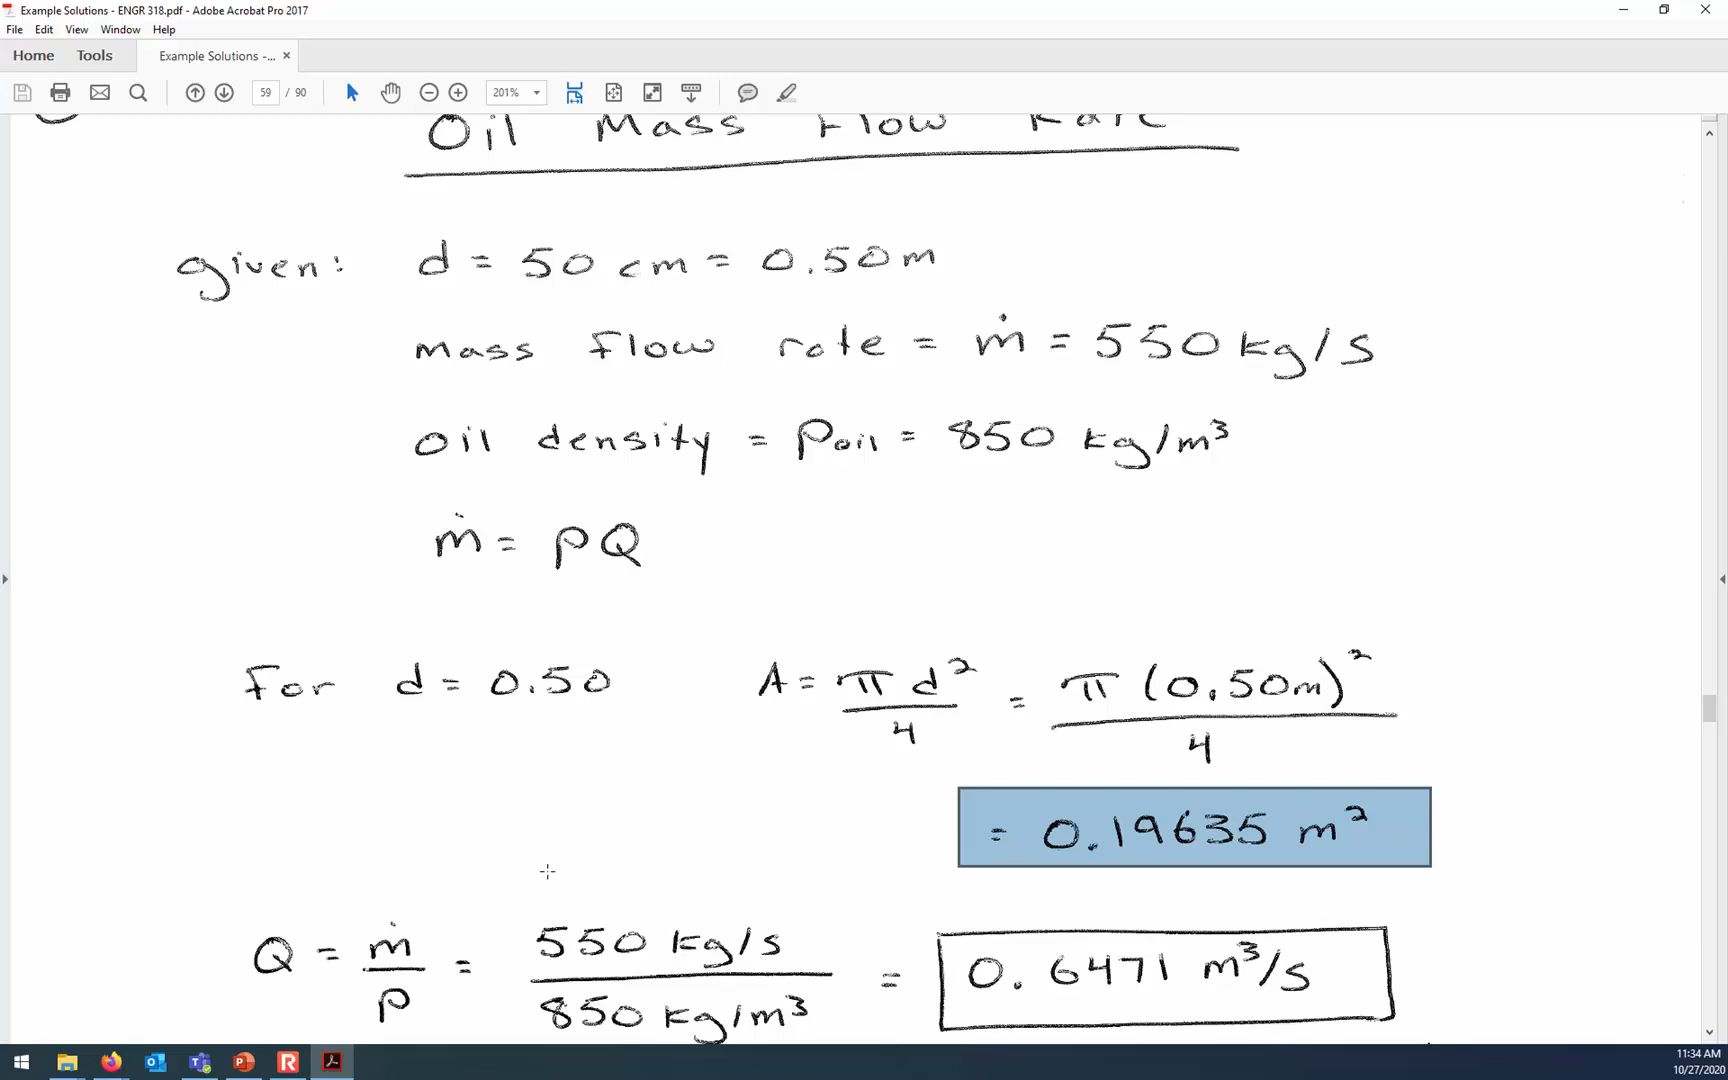 Example Solutions - ENGR 318.pdf - Adobe Acrobat Pro 2017
File Edit View Window Help
Home Tools Example Solutions -... ×
59 / 90 201%
Oil Mass Flow Rate
given: d = 50 cm = 0.50m
mass flow rate = ṁ = 550 kg/s
oil density = ρoil = 850 kg/m³
ṁ = ρQ
For d = 0.50 A = π d²/4 = π (0.50m)²/4
= 0.19635 m²
Q = ṁ/ρ = 550 kg/s / 850 kg/m³ = 0.6471 m³/s
11:34 AM
10/27/2020